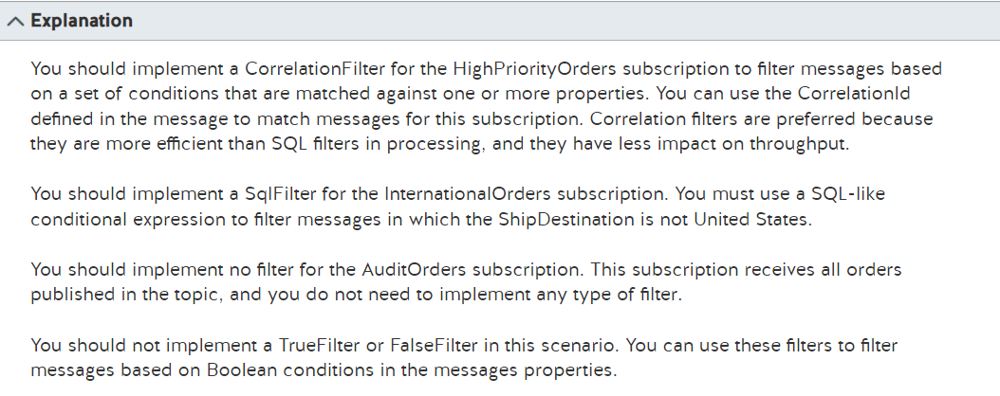 Explanation
You should implement a CorrelationFilter for the HighPriorityOrders subscription to filter messages based
on a set of conditions that are matched against one or more properties. You can use the CorrelationId
defined in the message to match messages for this subscription. Correlation filters are preferred because
they are more efficient than SQL filters in processing, and they have less impact on throughput.
You should implement a SqlFilter for the InternationalOrders subscription. You must use a SQL-like
conditional expression to filter messages in which the ShipDestination is not United States.
You should implement no filter for the AuditOrders subscription. This subscription receives all orders
published in the topic, and you do not need to implement any type of filter.
You should not implement a TrueFilter or FalseFilter in this scenario. You can use these filters to filter
messages based on Boolean conditions in the messages properties.